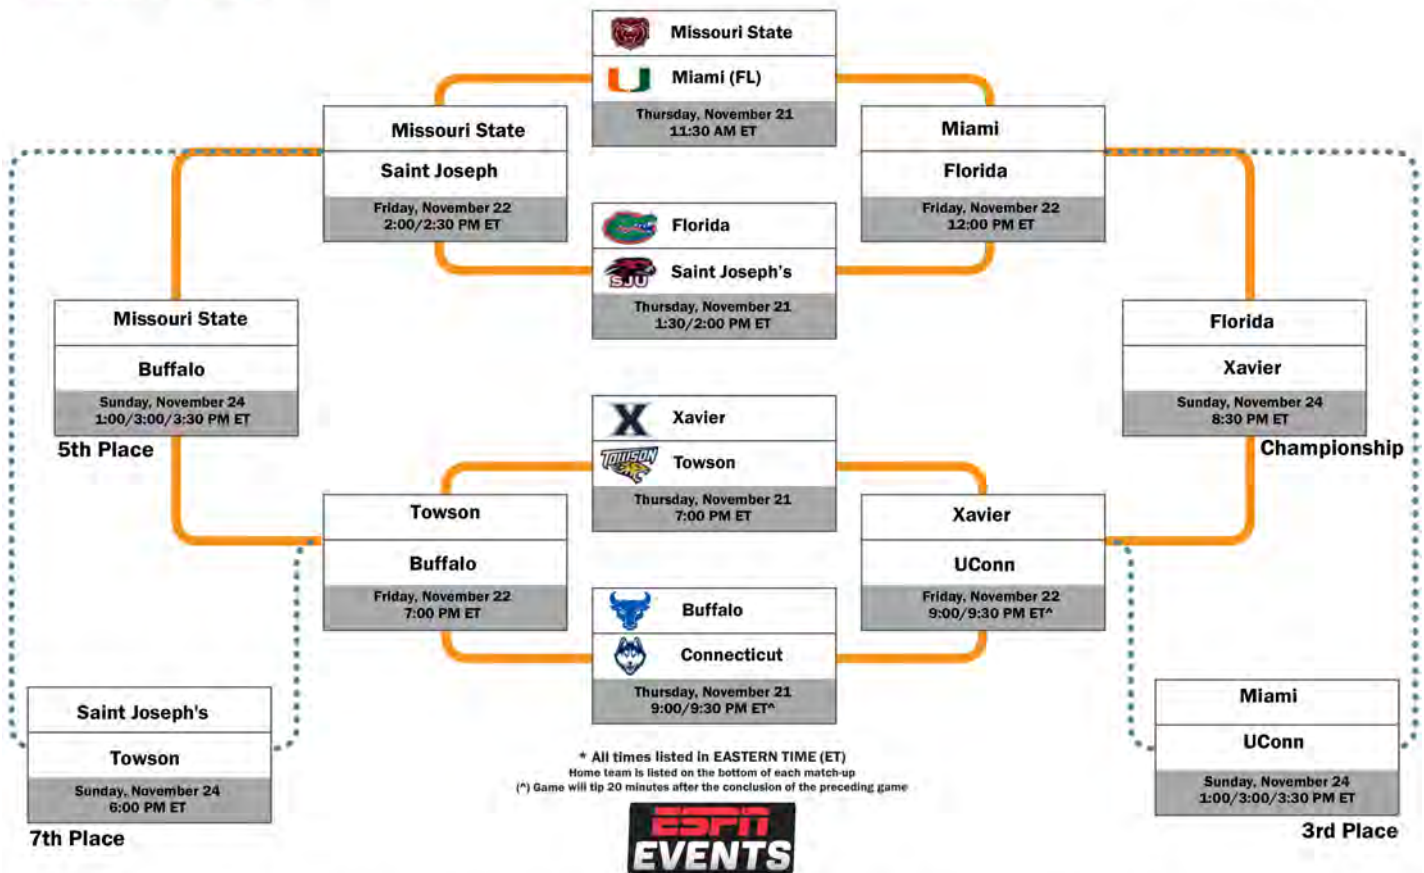 Missouri State
Miami (FL)
Thursday, November 21
11:30 AM ET
Missouri State
Saint Joseph
Friday, November 22
2:00/2:30 PM ET
Miami
Florida
Friday, November 22
12:00 PM ET
Florida
SJU
Saint Joseph's
Thursday, November 21
1:30/2:00 PM ET
Missouri State
Buffalo
Sunday, November 24
1:00/3:00/3:30 PM ET
5th Place
Florida
Xavier
Sunday, November 24
8:30 PM ET
Championship
X
Xavier
TOWSON
Towson
Thursday, November 21
7:00 PM ET
Towson
Buffalo
Friday, November 22
7:00 PM ET
Xavier
UConn
Friday, November 22
9:00/9:30 PM ET^
Buffalo
Connecticut
Thursday, November 21
9:00/9:30 PM ET^
Saint Joseph's
Towson
Sunday, November 24
6:00 PM ET
7th Place
Miami
UConn
Sunday, November 24
1:00/3:00/3:30 PM ET
3rd Place
* All times listed in EASTERN TIME (ET)
Home team is listed on the bottom of each match-up
(^) Game will tip 20 minutes after the conclusion of the preceding game
ESPN
EVENTS